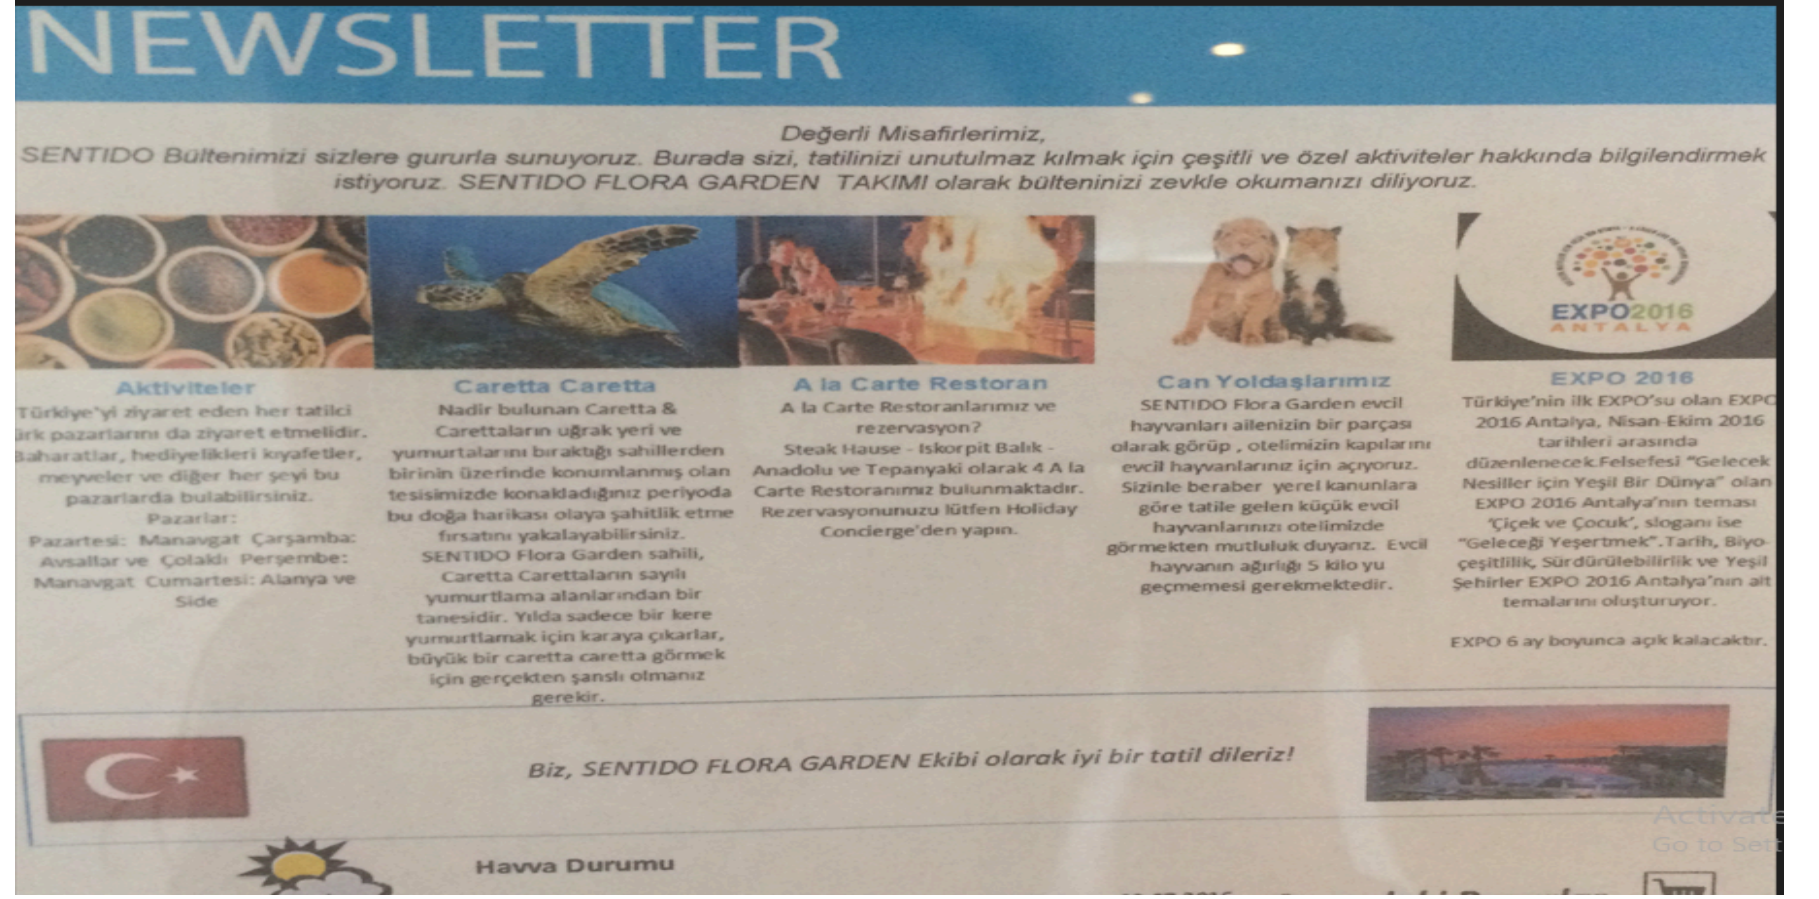 NEWSLETTER
Değerli Misafirlerimiz,
SENTIDO Bültenimizi sizlere gururla sunuyoruz. Burada sizi, tatilinizi unutulmaz kılmak için çeşitli ve özel aktiviteler hakkında bilgilendirmek
istiyoruz. SENTIDO FLORA GARDEN TAKIMI olarak bülteninizi zevkle okumanızı diliyoruz.
Aktiviteler
Türkiye'yi ziyaret eden her tatilci
pazarlarını da ziyaret etmelidir.
Baharatlar, hediyelikleri kıyafetler,
meyveler ve diğer her şeyi bu
pazarlarda bulabilirsiniz.
Pazarlar:
Pazartesi: Manavgat Çarşamba:
Avsallar ve Çolaklı Perşembe:
Manavgat Cumartesi: Alanya ve
Side
Caretta Caretta
Nadir bulunan Caretta &
Carettaların uğrak yeri ve
yumurtalarını bıraktığı sahillerden
birinin üzerinde konumlanmış olan
tesisimizde konakladığınız periyoda
bu doğa harikası olaya şahitlik etme
fırsatını yakalayabilirsiniz.
SENTIDO Flora Garden sahili,
Caretta Carettaların sayılı
yumurtlama alanlarından bir
tanesidir. Yılda sadece bir kere
yumurtlamak için karaya çıkarlar,
büyük bir caretta caretta görmek
için gerçekten şanslı olmanız
gerekir.
A la Carte Restoran
A la Carte Restoranlarımız ve
rezervasyon?
Steak Hause - Iskorpit Balık -
Anadolu ve Tepanyaki olarak 4 A la
Carte Restoranımız bulunmaktadır.
Rezervasyonunuzu lütfen Holiday
Concierge'den yapın.
Can Yoldaşlarımız
SENTIDO Flora Garden evcil
hayvanları ailenizin bir parçası
olarak görüp , otelimizin kapılarını
evcil hayvanlarınız için açıyoruz.
Sizinle beraber yerel kanunlara
göre tatile gelen küçük evcil
hayvanlarınızı otelimizde
görmekten mutluluk duyarız. Evcil
hayvanın ağırlığı 5 kilo yu
geçmemesi gerekmektedir.
EXPO2016
ANTALYA
EXPO 2016
Türkiye'nin ilk EXPO'su olan EXPO
2016 Antalya, Nisan-Ekim 2016
tarihleri arasında
düzenlenecek.Felsefesi "Gelecek
Nesiller için Yeşil Bir Dünya" olan
EXPO 2016 Antalya'nın teması
'Çiçek ve Çocuk', sloganı ise
"Geleceği Yeşertmek".Tarih, Biyo-
çeşitlilik, Sürdürülebilirlik ve Yeşil
Şehirler EXPO 2016 Antalya'nın alt
temalarını oluşturuyor.
EXPO 6 ay boyunca açık kalacaktır.
Biz, SENTIDO FLORA GARDEN Ekibi olarak iyi bir tatil dileriz!
Havva Durumu
Activate
Go to Sett